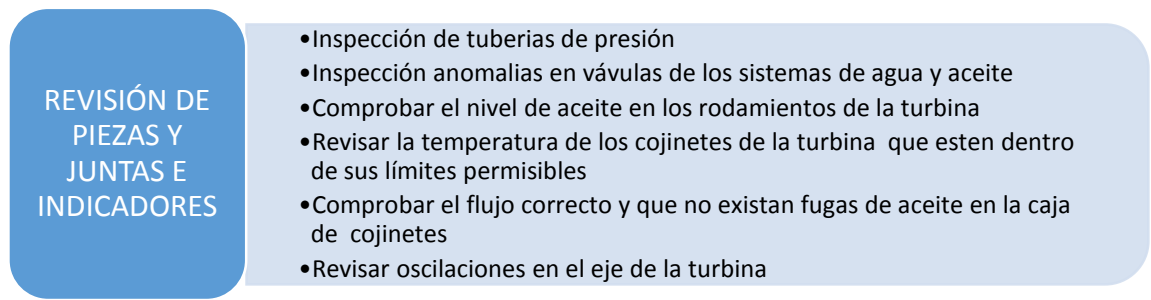 REVISIÓN DE
PIEZAS Y
JUNTAS E
INDICADORES
•Inspección de tuberias de presión
•Inspección anomalias en vávulas de los sistemas de agua y aceite
•Comprobar el nivel de aceite en los rodamientos de la turbina
•Revisar la temperatura de los cojinetes de la turbina que esten dentro
de sus límites permisibles
•Comprobar el flujo correcto y que no existan fugas de aceite en la caja
de cojinetes
•Revisar oscilaciones en el eje de la turbina